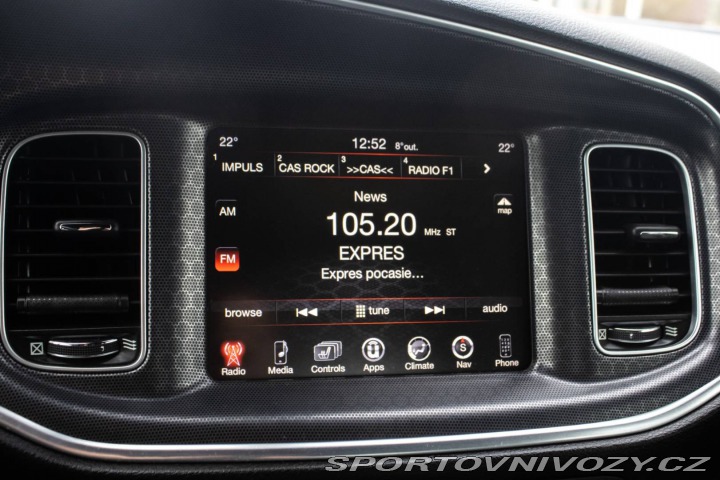 22° 12:52 8°out. 22°
1 IMPULS 2 CAS ROCK 3 >>CAS<< 4 RADIO F1
News
AM 105.20 MHz ST map
FM EXPRES
Expres pocasie...
browse tune audio
Radio Media Controls Apps Climate Nav Phone
S
SPORTOVNIVOZY.CZ